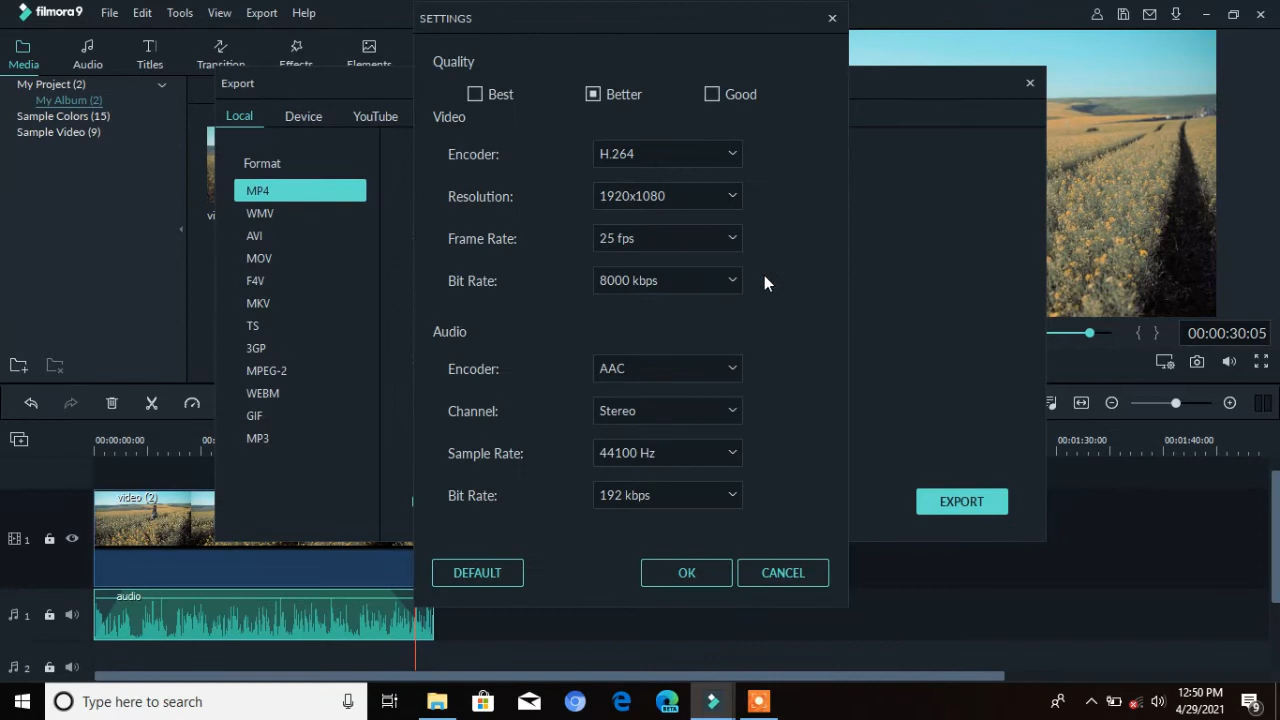 filmora9 File Edit Tools View Export Help
Media Audio Titles Transition Effects Elements
SETTINGS
Quality
Best Better Good
Video
Encoder: H.264
Resolution: 1920x1080
Frame Rate: 25 fps
Bit Rate: 8000 kbps
Audio
Encoder: AAC
Channel: Stereo
Sample Rate: 44100 Hz
Bit Rate: 192 kbps
DEFAULT OK CANCEL
My Project (2)
My Album (2)
Sample Colors (15)
Sample Video (9)
Export
Local Device YouTube
Format
MP4
WMV
AVI
MOV
F4V
MKV
TS
3GP
MPEG-2
WEBM
GIF
MP3
EXPORT
00:00:30:05
00:00:00:00 00:01:30:00 00:01:40:00
video (2)
1
audio
1
2
Type here to search
BETA
12:50 PM
4/29/2021
9